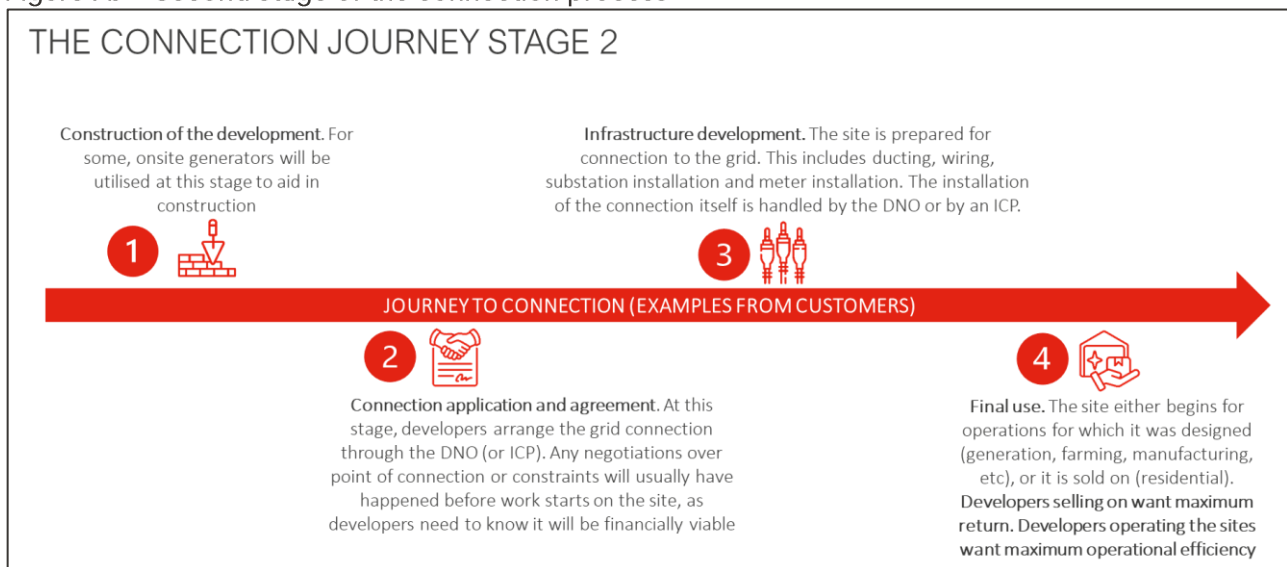 THE CONNECTION JOURNEY STAGE 2
Construction of the development. For
some, onsite generators will be
utilised at this stage to aid in
construction
1
Infrastructure development. The site is prepared for
connection to the grid. This includes ducting, wiring,
substation installation and meter installation. The installation
of the connection itself is handled by the DNO or by an ICP.
3
JOURNEY TO CONNECTION (EXAMPLES FROM CUSTOMERS)
2
Connection application and agreement. At this
stage, developers arrange the grid connection
through the DNO (or ICP). Any negotiations over
point of connection or constraints will usually have
happened before work starts on the site, as
developers need to know it will be financially viable
4
Final use. The site either begins for
operations for which it was designed
(generation, farming, manufacturing,
etc), or it is sold on (residential).
Developers selling on want maximum
return. Developers operating the sites
want maximum operational efficiency